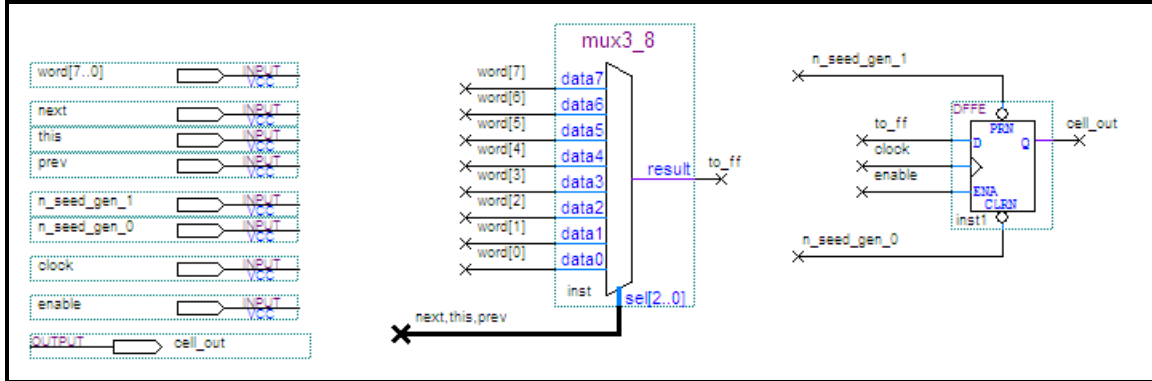 word[7..0] INPUT VCC
next INPUT VCC
this INPUT VCC
prev INPUT VCC
n_seed_gen_1 INPUT VCC
n_seed_gen_0 INPUT VCC
clock INPUT VCC
enable INPUT VCC
OUTPUT cell_out
mux3_8
word[7] data7
word[6] data6
word[5] data5
word[4] data4
word[3] data3
word[2] data2
word[1] data1
word[0] data0
result to_ff
inst
sel[2..0]
next,this,prev
n_seed_gen_1
DFFE
PRN
to_ff D Q cell_out
clock
enable ENA
CLRN
inst1
n_seed_gen_0